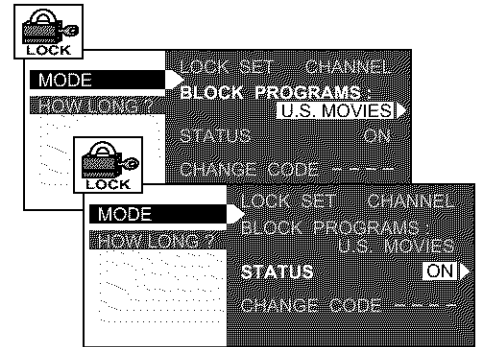 LOCK
MODE
HOW LONG ?
LOCK SET CHANNEL
BLOCK PROGRAMS :
U.S. MOVIES
STATUS ON
CHANGE CODE – – – –
LOCK
MODE
HOW LONG ?
LOCK SET CHANNEL
BLOCK PROGRAMS :
U.S. MOVIES
STATUS ON
CHANGE CODE – – – –